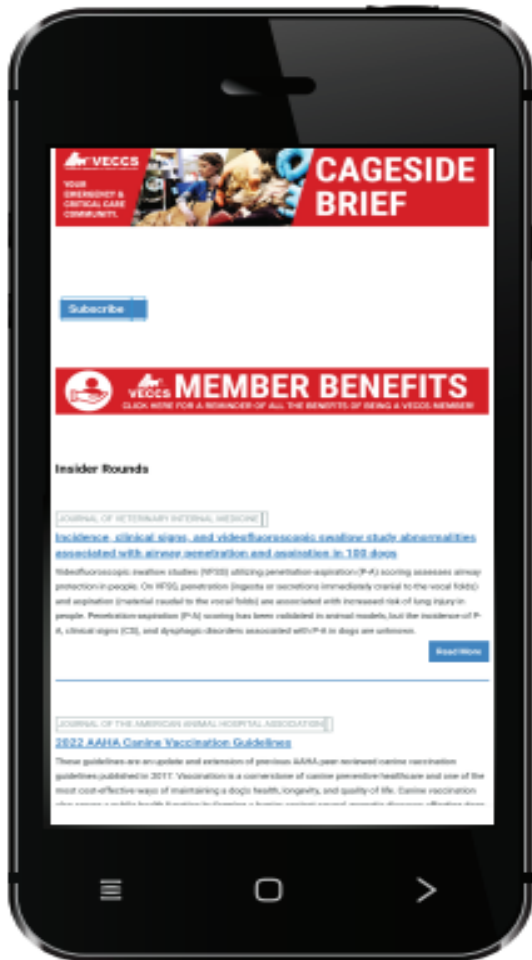 VECCS
YOUR
EMERGENCY &
CRITICAL CARE
COMMUNITY.
CAGESIDE
BRIEF
Subscribe
VECCS MEMBER BENEFITS
CLICK HERE FOR A REMINDER OF ALL THE BENEFITS OF BEING A VECCS MEMBER!
Insider Rounds
JOURNAL OF VETERINARY INTERNAL MEDICINE
Incidence, clinical signs, and videofluoroscopic swallow study abnormalities
associated with airway penetration and aspiration in 100 dogs
Videofluoroscopic swallow studies (VFSS) utilizing penetration-aspiration (P-A) scoring assesses airway
protection in people. On VFSS, penetration (ingesta or secretions immediately cranial to the vocal folds)
and aspiration (material caudal to the vocal folds) are associated with increased risk of lung injury in
people. Penetration-aspiration (P-A) scoring has been validated in animal models, but the incidence of P-
A, clinical signs (CS), and dysphagic disorders associated with P-A in dogs are unknown.
Read More
JOURNAL OF THE AMERICAN ANIMAL HOSPITAL ASSOCIATION
2022 AAHA Canine Vaccination Guidelines
These guidelines are an update and extension of previous AAHA peer-reviewed canine vaccination
guidelines published in 2017. Vaccination is a cornerstone of canine preventive healthcare and one of the
most cost-effective ways of maintaining a dog's health, longevity, and quality of life. Canine vaccination